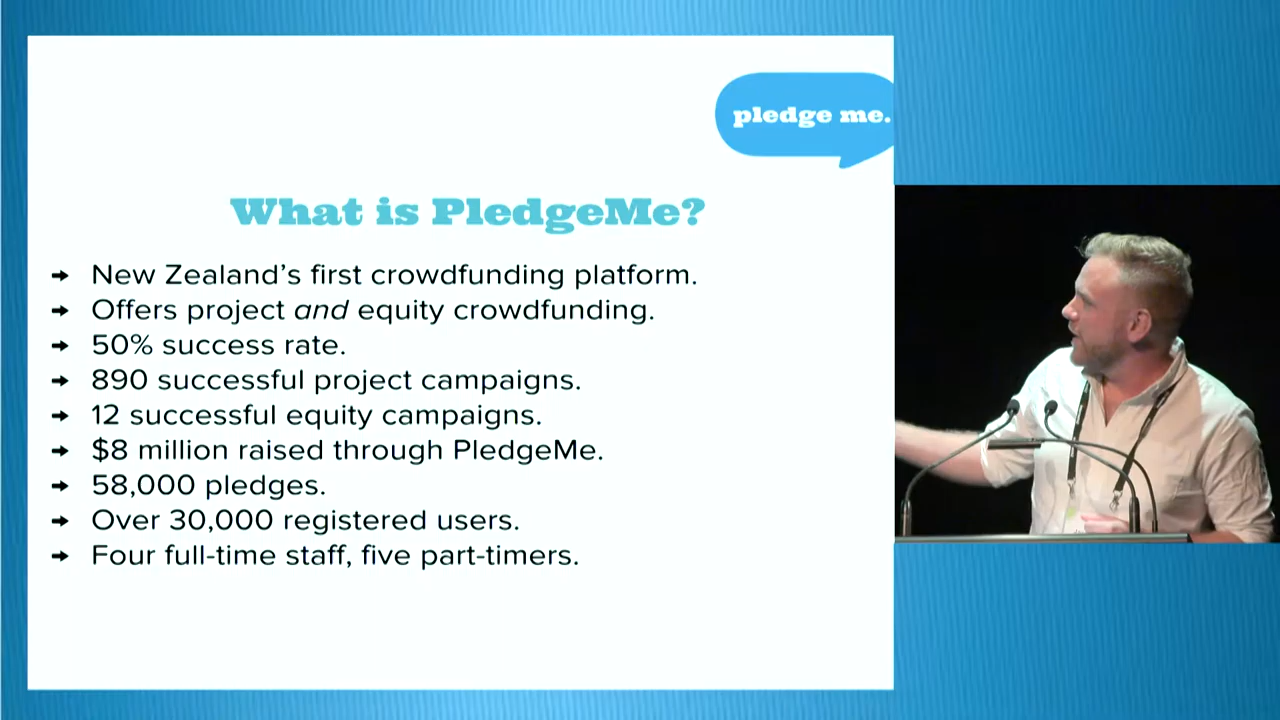 pledge me.
What is PledgeMe?
→ New Zealand's first crowdfunding platform.
→ Offers project and equity crowdfunding.
→ 50% success rate.
→ 890 successful project campaigns.
→ 12 successful equity campaigns.
→ $8 million raised through PledgeMe.
→ 58,000 pledges.
→ Over 30,000 registered users.
→ Four full-time staff, five part-timers.